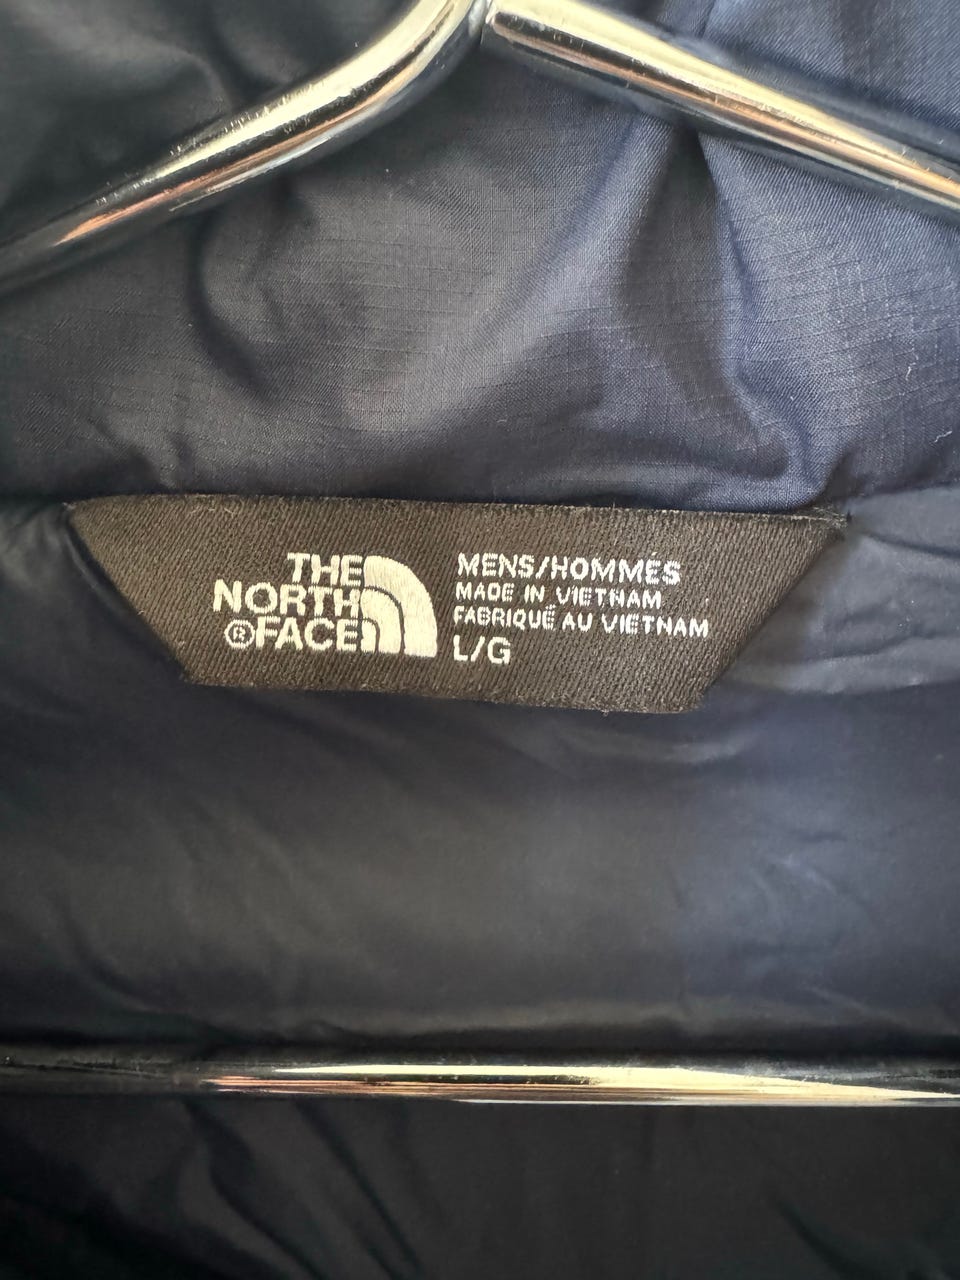 THE
NORTH
®FACE
MENS/HOMMES
MADE IN VIETNAM
FABRIQUÉ AU VIETNAM
L/G